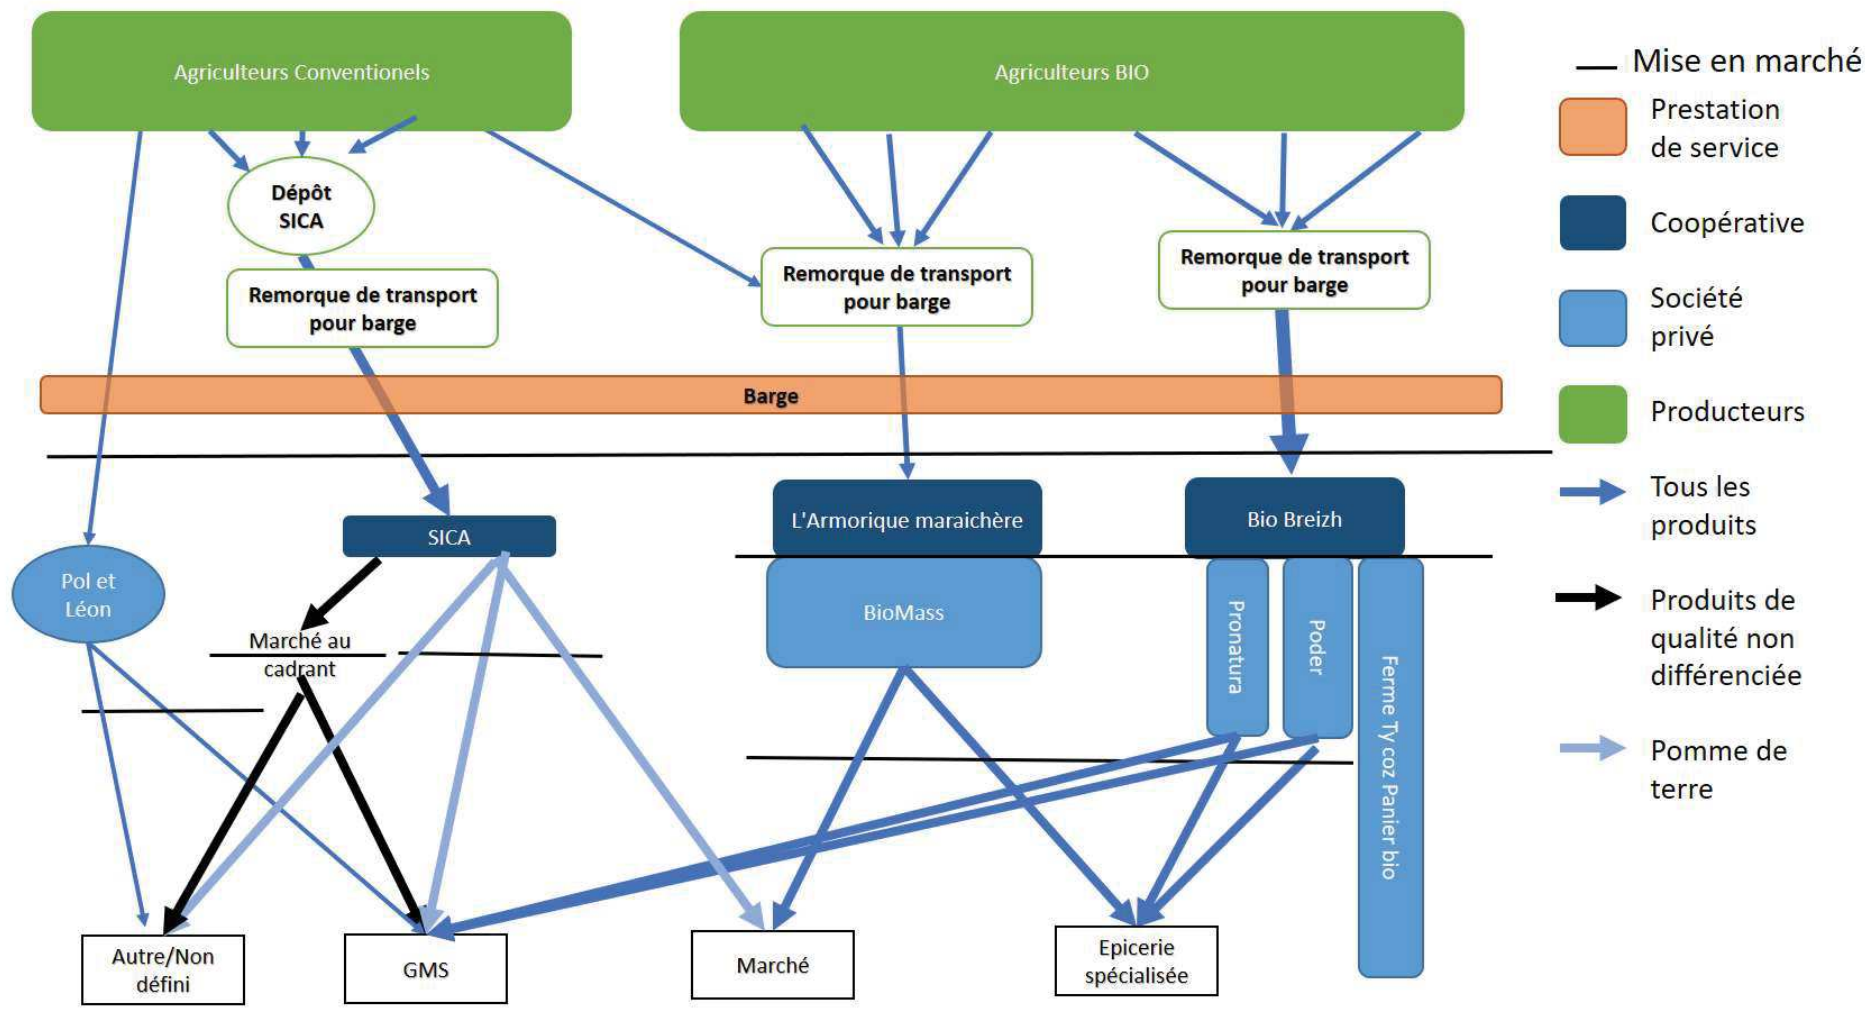 Agriculteurs Conventionels
Agriculteurs BIO
Dépôt
SICA
Remorque de transport
pour barge
Remorque de transport
pour barge
Remorque de transport
pour barge
Barge
SICA
L'Armorique maraichère
Bio Breizh
Pol et
Léon
Marché au
cadrant
BioMass
Pronatura
Poder
Ferme Ty coz Panier bio
Autre/Non
défini
GMS
Marché
Epicerie
spécialisée
Mise en marché
Prestation
de service
Coopérative
Société
privé
Producteurs
Tous les
produits
Produits de
qualité non
différenciée
Pomme de
terre